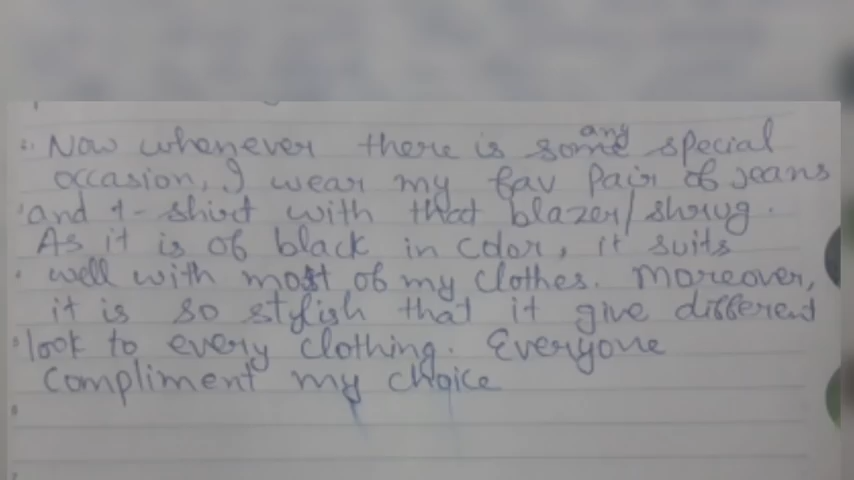 Now whenever there is some any special
occasion, I wear my fav pair of jeans
and t-shirt with that blazer/shrug.
As it is of black in color, it suits
well with most of my clothes. Moreover,
it is so stylish that it give different
look to every clothing. Everyone
compliment my choice